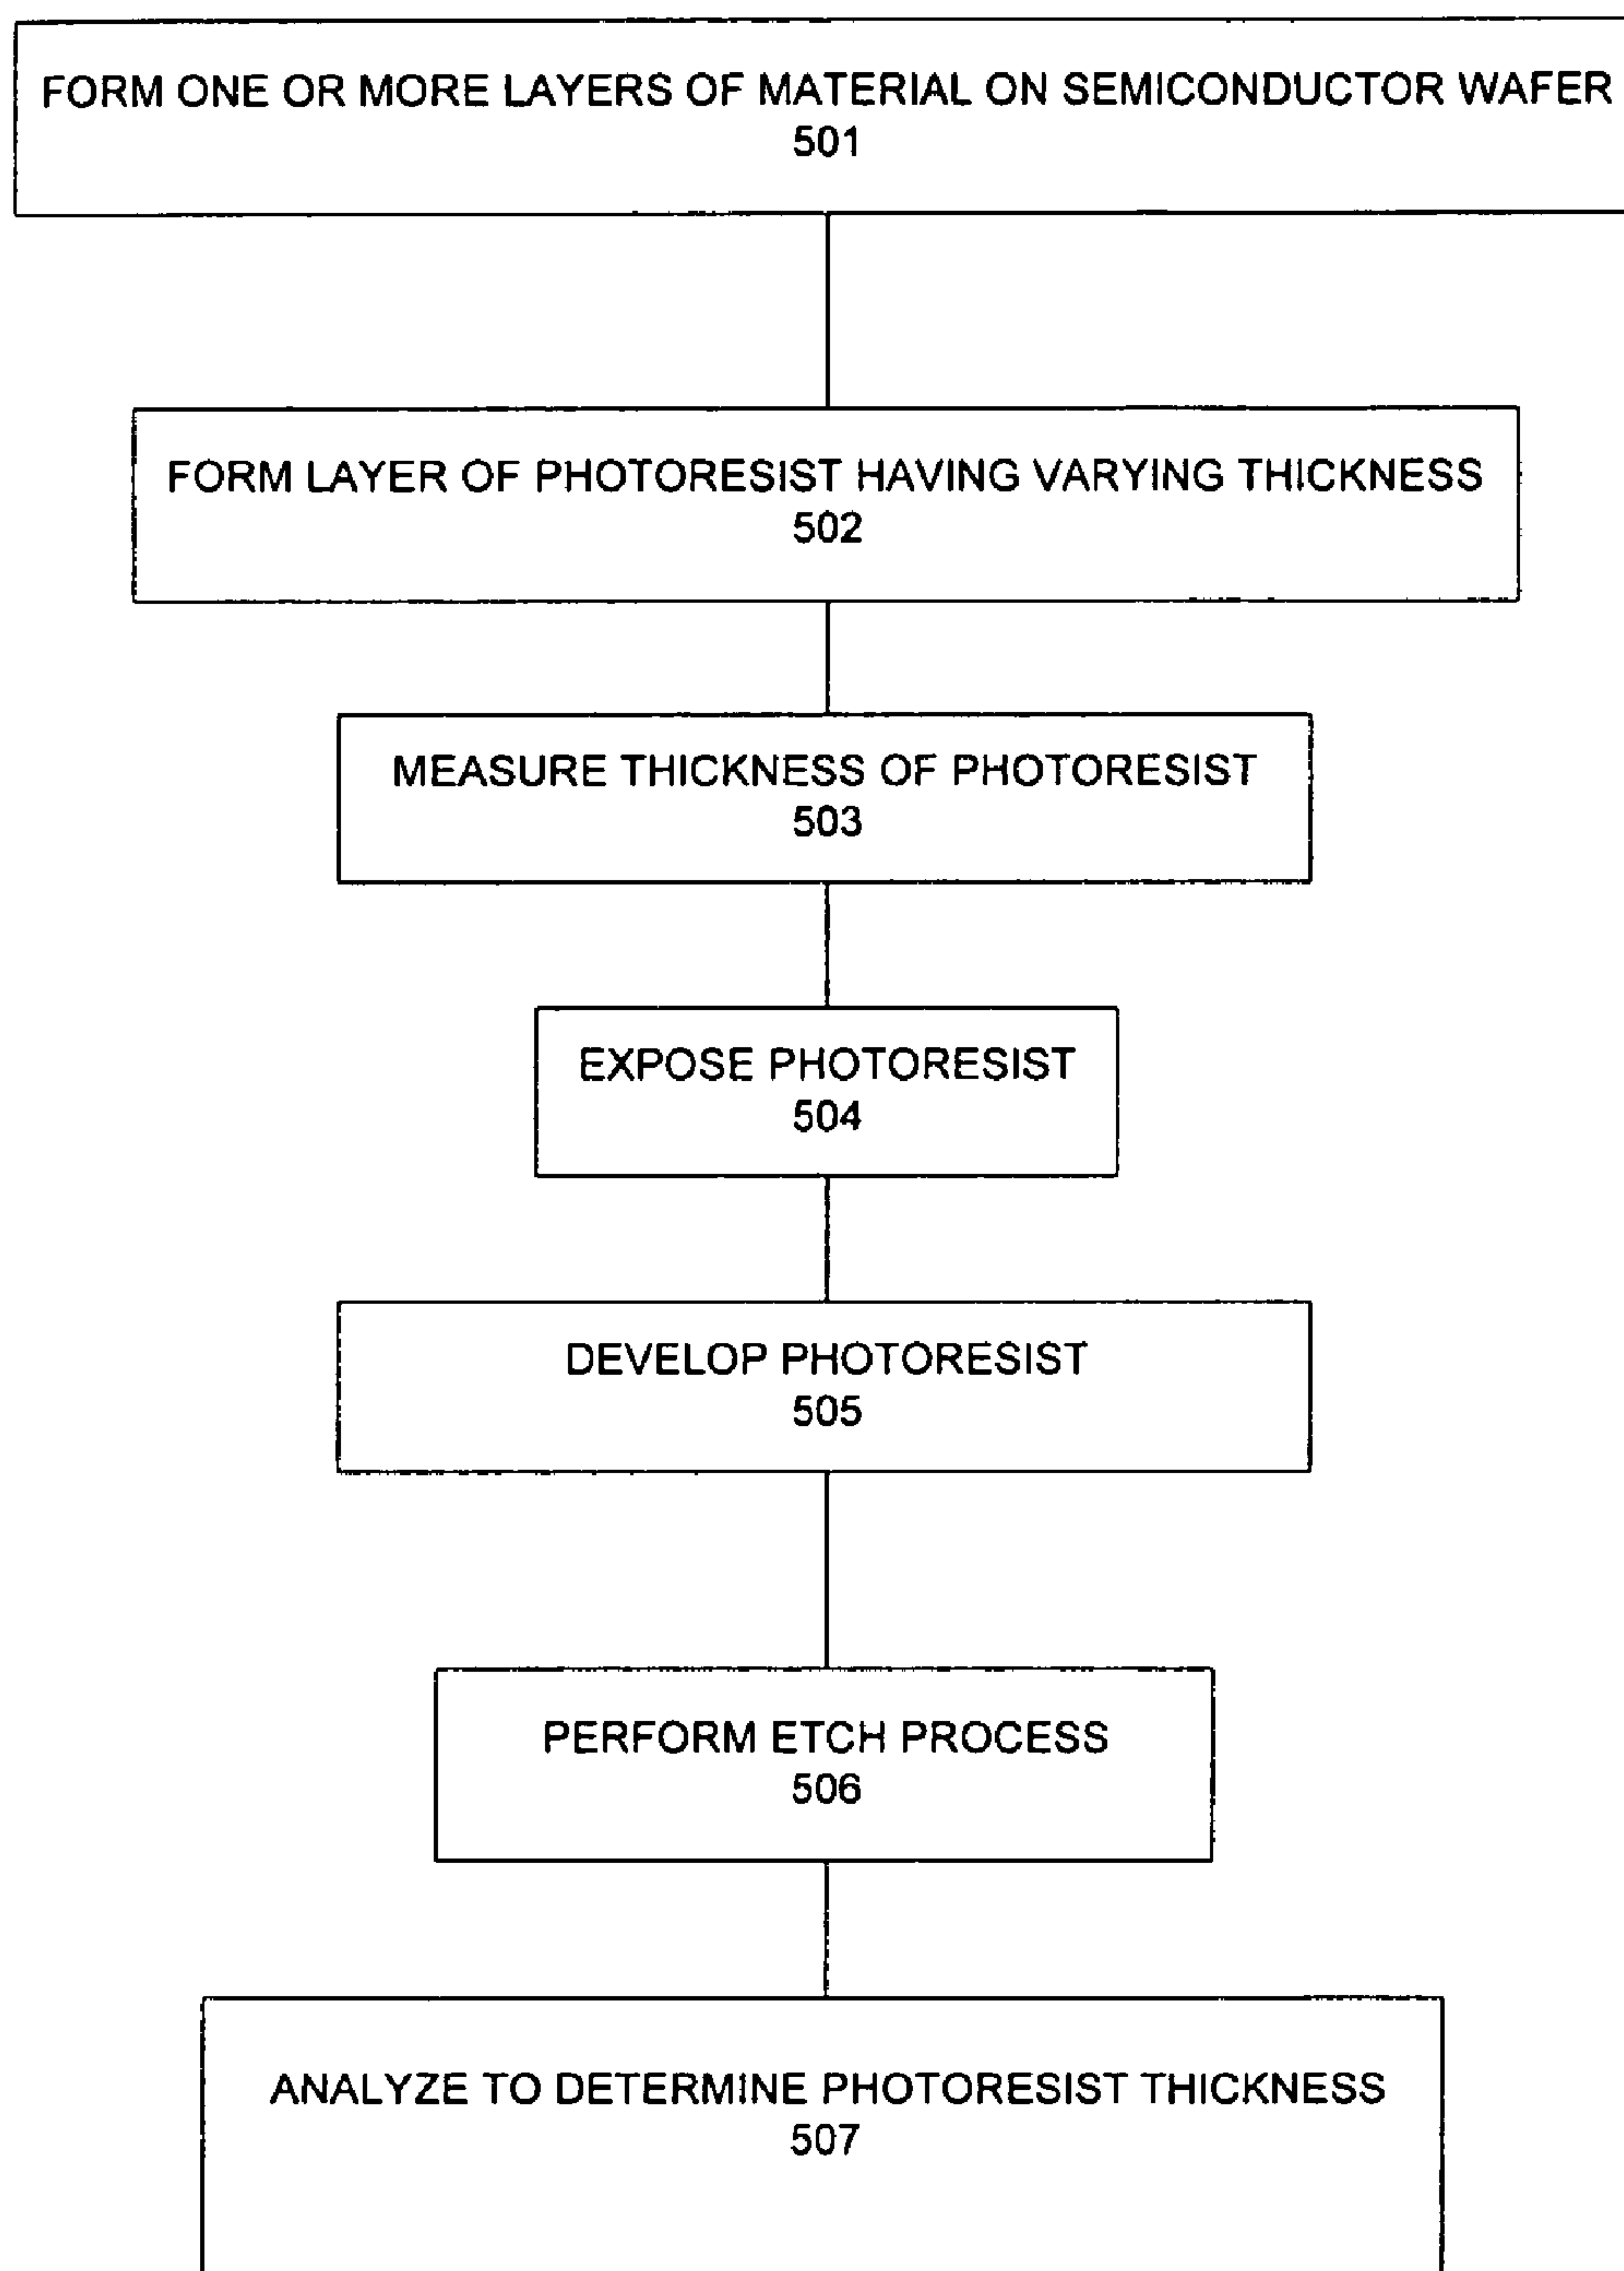 FORM ONE OR MORE LAYERS OF MATERIAL ON SEMICONDUCTOR WAFER
501
FORM LAYER OF PHOTORESIST HAVING VARYING THICKNESS
502
MEASURE THICKNESS OF PHOTORESIST
503
EXPOSE PHOTORESIST
504
DEVELOP PHOTORESIST
505
PERFORM ETCH PROCESS
506
ANALYZE TO DETERMINE PHOTORESIST THICKNESS
507